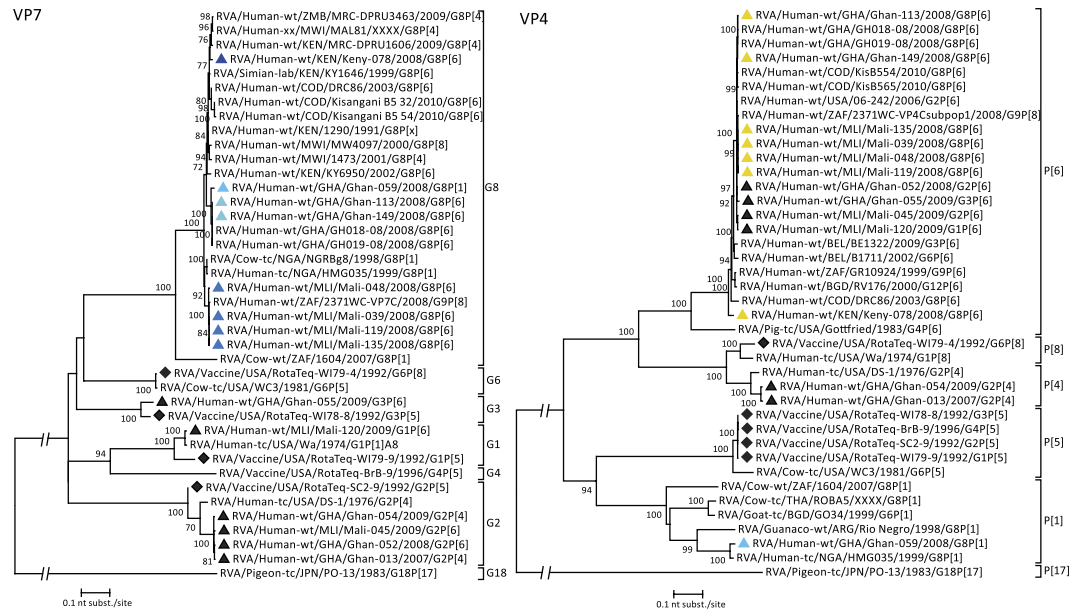 VP7
RVA/Human-wt/ZMB/MRC-DPRU3463/2009/G8P[4]
RVA/Human-xx/MWI/MAL81/XXXX/G8P[4]
RVA/Human-wt/KEN/MRC-DPRU1606/2009/G8P[4]
RVA/Human-wt/KEN/Keny-078/2008/G8P[6]
RVA/Simian-lab/KEN/KY1646/1999/G8P[6]
RVA/Human-wt/COD/DRC86/2003/G8P[6]
RVA/Human-wt/COD/Kisangani B5 32/2010/G8P[6]
RVA/Human-wt/COD/Kisangani B5 54/2010/G8P[6]
RVA/Human-wt/KEN/1290/1991/G8P[x]
RVA/Human-wt/MWI/MW4097/2000/G8P[8]
RVA/Human-wt/MWI/1473/2001/G8P[4]
RVA/Human-wt/KEN/KY6950/2002/G8P[6]
RVA/Human-wt/GHA/Ghan-059/2008/G8P[1]
RVA/Human-wt/GHA/Ghan-113/2008/G8P[6]
RVA/Human-wt/GHA/Ghan-149/2008/G8P[6]
RVA/Human-wt/GHA/GH018-08/2008/G8P[6]
RVA/Human-wt/GHA/GH019-08/2008/G8P[6]
RVA/Cow-tc/NGA/NGRBg8/1998/G8P[1]
RVA/Human-tc/NGA/HMG035/1999/G8P[1]
RVA/Human-wt/MLI/Mali-048/2008/G8P[6]
RVA/Human-wt/ZAF/2371WC-VP7C/2008/G9P[8]
RVA/Human-wt/MLI/Mali-039/2008/G8P[6]
RVA/Human-wt/MLI/Mali-119/2008/G8P[6]
RVA/Human-wt/MLI/Mali-135/2008/G8P[6]
RVA/Cow-wt/ZAF/1604/2007/G8P[1]
RVA/Vaccine/USA/RotaTeq-WI79-4/1992/G6P[8]
RVA/Cow-tc/USA/WC3/1981/G6P[5]
RVA/Human-wt/GHA/Ghan-055/2009/G3P[6]
RVA/Vaccine/USA/RotaTeq-WI78-8/1992/G3P[5]
RVA/Human-wt/MLI/Mali-120/2009/G1P[6]
RVA/Human-tc/USA/Wa/1974/G1P[1]A8
RVA/Vaccine/USA/RotaTeq-WI79-9/1992/G1P[5]
RVA/Vaccine/USA/RotaTeq-BrB-9/1996/G4P[5]
RVA/Vaccine/USA/RotaTeq-SC2-9/1992/G2P[5]
RVA/Human-tc/USA/DS-1/1976/G2P[4]
RVA/Human-wt/GHA/Ghan-054/2009/G2P[4]
RVA/Human-wt/MLI/Mali-045/2009/G2P[6]
RVA/Human-wt/GHA/Ghan-052/2008/G2P[6]
RVA/Human-wt/GHA/Ghan-013/2007/G2P[4]
RVA/Pigeon-tc/JPN/PO-13/1983/G18P[17]
98
96
76
77
80
98
100
84
94
72
100
100
100
100
92
100
84
100
100
100
100
100
94
100
70
100
81
G8
G6
G3
G1
G4
G2
G18
0.1 nt subst./site
VP4
RVA/Human-wt/GHA/Ghan-113/2008/G8P[6]
RVA/Human-wt/GHA/GH018-08/2008/G8P[6]
RVA/Human-wt/GHA/GH019-08/2008/G8P[6]
RVA/Human-wt/GHA/Ghan-149/2008/G8P[6]
RVA/Human-wt/COD/KisB554/2010/G8P[6]
RVA/Human-wt/COD/KisB565/2010/G8P[6]
RVA/Human-wt/USA/06-242/2006/G2P[6]
RVA/Human-wt/ZAF/2371WC-VP4Csubpop1/2008/G9P[8]
RVA/Human-wt/MLI/Mali-135/2008/G8P[6]
RVA/Human-wt/MLI/Mali-039/2008/G8P[6]
RVA/Human-wt/MLI/Mali-048/2008/G8P[6]
RVA/Human-wt/MLI/Mali-119/2008/G8P[6]
RVA/Human-wt/GHA/Ghan-052/2008/G2P[6]
RVA/Human-wt/GHA/Ghan-055/2009/G3P[6]
RVA/Human-wt/MLI/Mali-045/2009/G2P[6]
RVA/Human-wt/MLI/Mali-120/2009/G1P[6]
RVA/Human-wt/BEL/BE1322/2009/G3P[6]
RVA/Human-wt/BEL/B1711/2002/G6P[6]
RVA/Human-wt/ZAF/GR10924/1999/G9P[6]
RVA/Human-wt/BGD/RV176/2000/G12P[6]
RVA/Human-wt/COD/DRC86/2003/G8P[6]
RVA/Human-wt/KEN/Keny-078/2008/G8P[6]
RVA/Pig-tc/USA/Gottfried/1983/G4P[6]
RVA/Vaccine/USA/RotaTeq-WI79-4/1992/G6P[8]
RVA/Human-tc/USA/Wa/1974/G1P[8]
RVA/Human-tc/USA/DS-1/1976/G2P[4]
RVA/Human-wt/GHA/Ghan-054/2009/G2P[4]
RVA/Human-wt/GHA/Ghan-013/2007/G2P[4]
RVA/Vaccine/USA/RotaTeq-WI78-8/1992/G3P[5]
RVA/Vaccine/USA/RotaTeq-BrB-9/1996/G4P[5]
RVA/Vaccine/USA/RotaTeq-SC2-9/1992/G2P[5]
RVA/Vaccine/USA/RotaTeq-WI79-9/1992/G1P[5]
RVA/Cow-tc/USA/WC3/1981/G6P[5]
RVA/Cow-wt/ZAF/1604/2007/G8P[1]
RVA/Cow-tc/THA/ROBA5/XXXX/G8P[1]
RVA/Goat-tc/BGD/GO34/1999/G6P[1]
RVA/Guanaco-wt/ARG/Rio Negro/1998/G8P[1]
RVA/Human-wt/GHA/Ghan-059/2008/G8P[1]
RVA/Human-tc/NGA/HMG035/1999/G8P[1]
RVA/Pigeon-tc/JPN/PO-13/1983/G18P[17]
100
99
100
99
97
92
100
94
100
100
100
100
100
100
100
100
100
100
94
100
100
99
100
P[6]
P[8]
P[4]
P[5]
P[1]
P[17]
0.1 nt subst./site